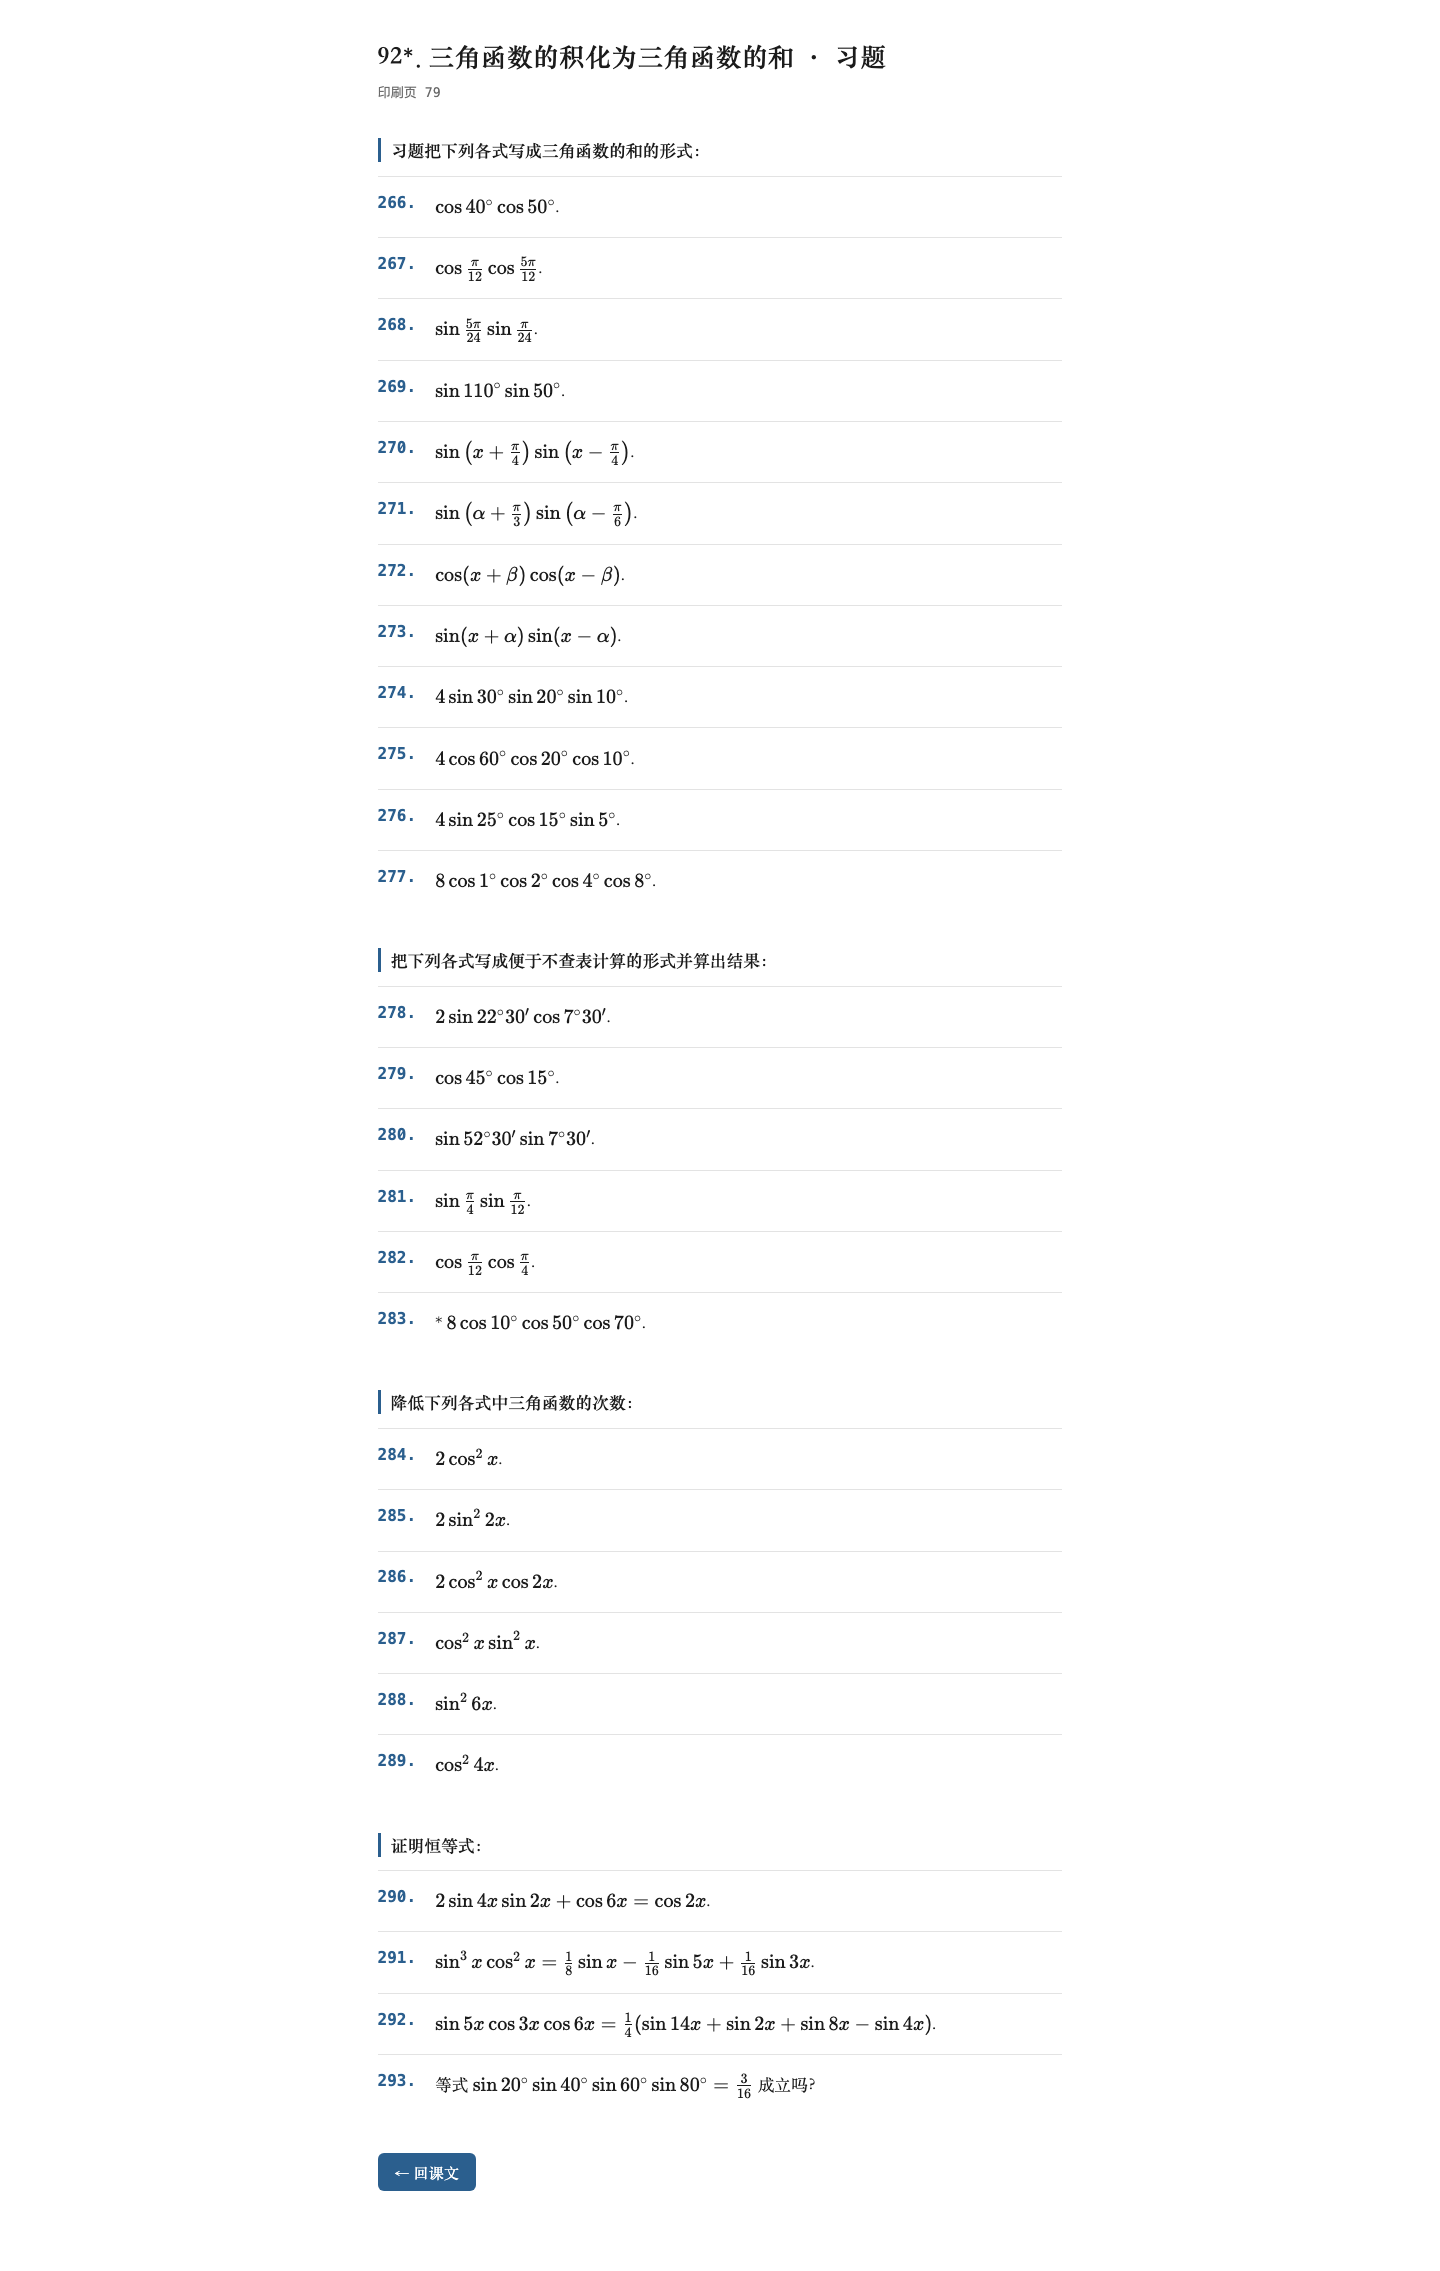 92*. 三角函数的积化为三角函数的和 · 习题
印刷页 79
习题把下列各式写成三角函数的和的形式：
266. cos 40° cos 50°.
267. cos π/12 cos 5π/12.
268. sin 5π/24 sin π/24.
269. sin 110° sin 50°.
270. sin (x + π/4) sin (x − π/4).
271. sin (α + π/3) sin (α − π/6).
272. cos(x + β) cos(x − β).
273. sin(x + α) sin(x − α).
274. 4 sin 30° sin 20° sin 10°.
275. 4 cos 60° cos 20° cos 10°.
276. 4 sin 25° cos 15° sin 5°.
277. 8 cos 1° cos 2° cos 4° cos 8°.
把下列各式写成便于不查表计算的形式并算出结果：
278. 2 sin 22°30′ cos 7°30′.
279. cos 45° cos 15°.
280. sin 52°30′ sin 7°30′.
281. sin π/4 sin π/12.
282. cos π/12 cos π/4.
283. * 8 cos 10° cos 50° cos 70°.
降低下列各式中三角函数的次数：
284. 2 cos² x.
285. 2 sin² 2x.
286. 2 cos² x cos 2x.
287. cos² x sin² x.
288. sin² 6x.
289. cos² 4x.
证明恒等式：
290. 2 sin 4x sin 2x + cos 6x = cos 2x.
291. sin³ x cos² x = 1/8 sin x − 1/16 sin 5x + 1/16 sin 3x.
292. sin 5x cos 3x cos 6x = 1/4(sin 14x + sin 2x + sin 8x − sin 4x).
293. 等式 sin 20° sin 40° sin 60° sin 80° = 3/16 成立吗?
← 回课文